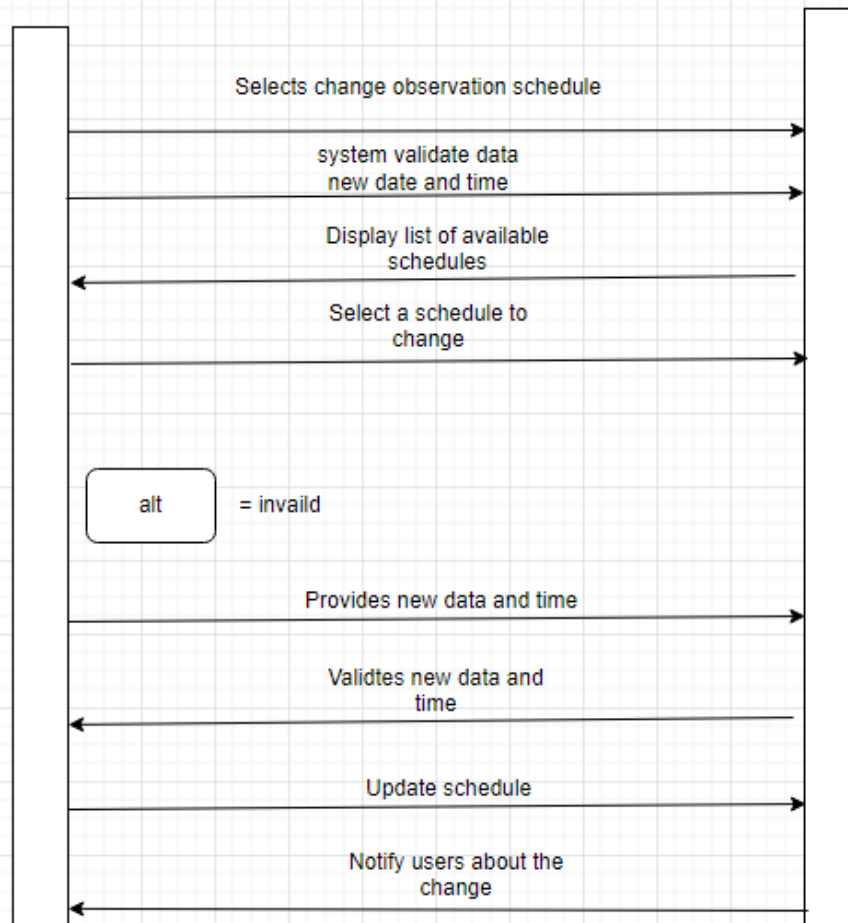 Selects change observation schedule
system validate data
new date and time
Display list of available
schedules
Select a schedule to
change
alt = invaild
Provides new data and time
Validtes new data and
time
Update schedule
Notify users about the
change